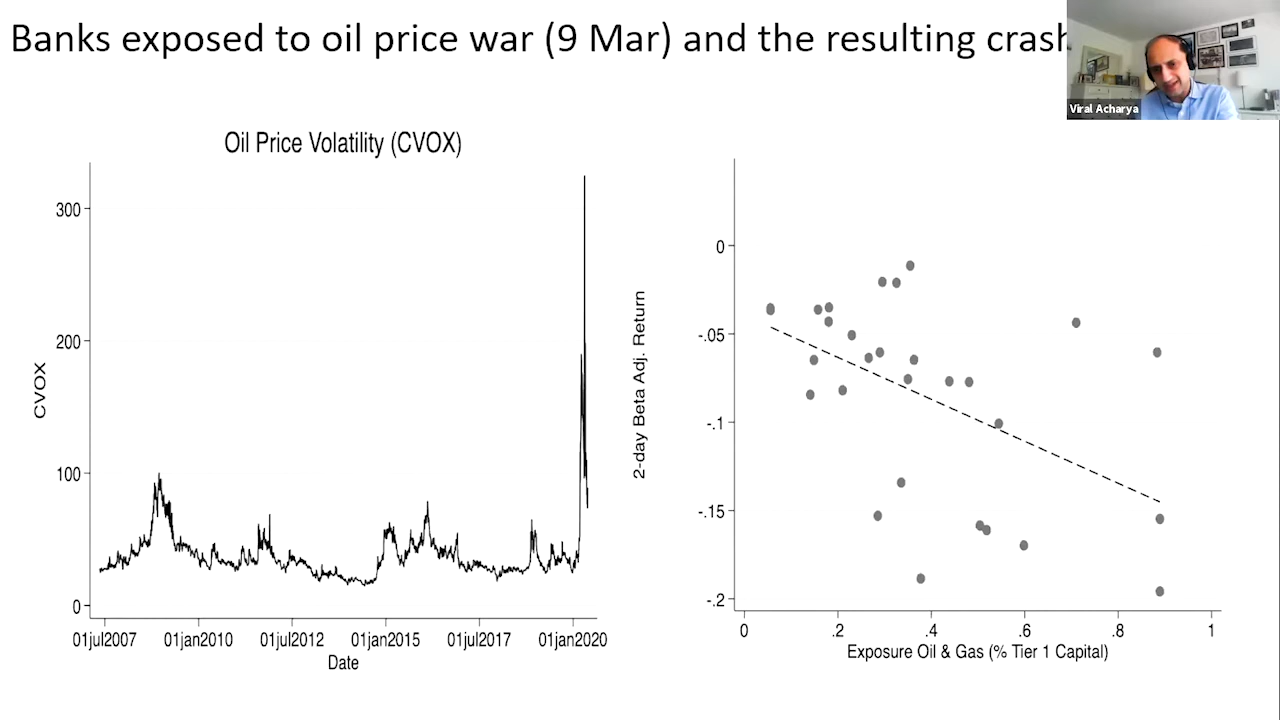 Banks exposed to oil price war (9 Mar) and the resulting crash
Viral Acharya
Oil Price Volatility (CVOX)
300
200
100
0
CVOX
01jul2007 01jan2010 01jul2012 01jan2015 01jul2017 01jan2020
Date
0
-.05
-.1
-.15
-.2
2-day Beta Adj. Return
0 .2 .4 .6 .8 1
Exposure Oil & Gas (% Tier 1 Capital)